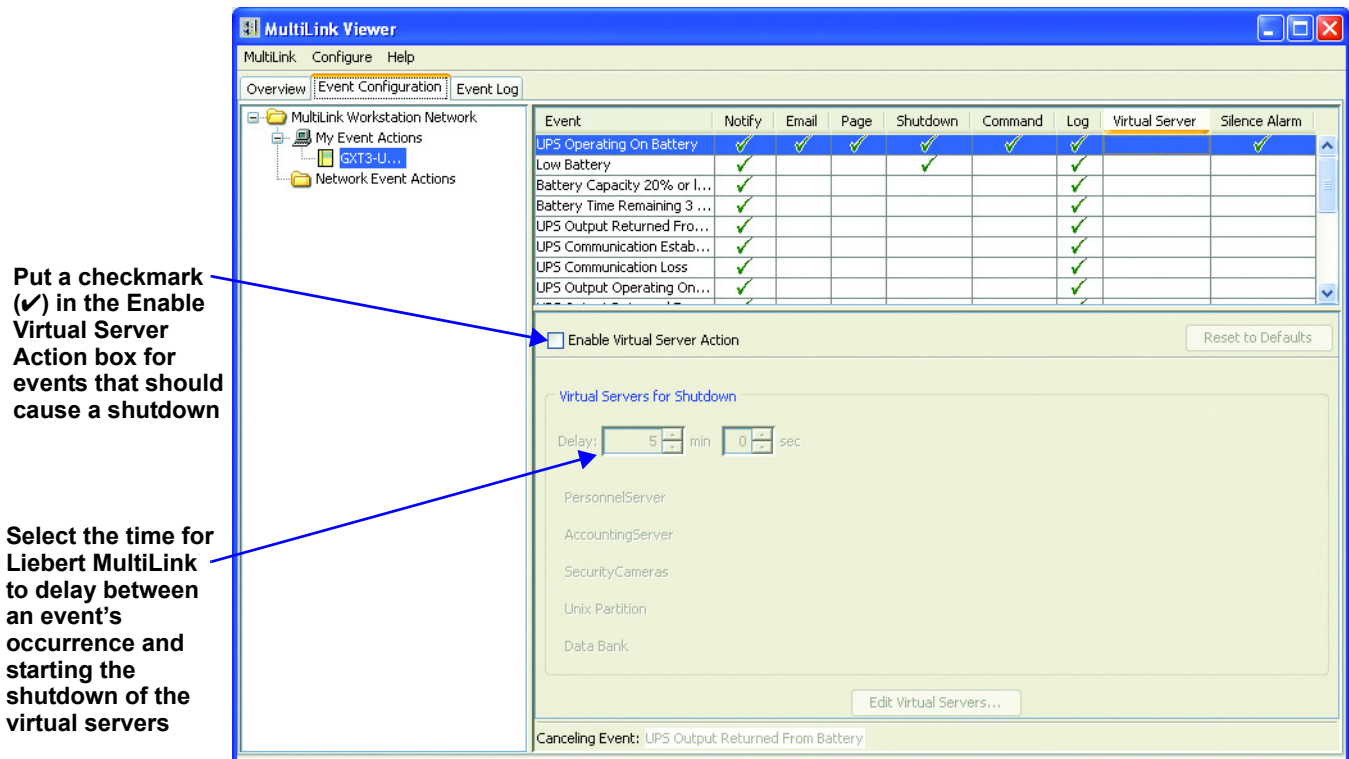 MultiLink Viewer
MultiLink Configure Help
Overview Event Configuration Event Log
MultiLink Workstation Network
My Event Actions
GXT3-U...
Network Event Actions
Event Notify Email Page Shutdown Command Log Virtual Server Silence Alarm
UPS Operating On Battery ✓ ✓ ✓ ✓ ✓ ✓ ✓
Low Battery ✓ ✓ ✓
Battery Capacity 20% or l... ✓ ✓
Battery Time Remaining 3 ... ✓ ✓
UPS Output Returned Fro... ✓ ✓
UPS Communication Estab... ✓ ✓
UPS Communication Loss ✓ ✓
UPS Output Operating On... ✓ ✓
Put a checkmark
(✔) in the Enable
Virtual Server
Action box for
events that should
cause a shutdown
Enable Virtual Server Action
Reset to Defaults
Virtual Servers for Shutdown
Delay: 5 min 0 sec
PersonnelServer
AccountingServer
SecurityCameras
Unix Partition
Data Bank
Select the time for
Liebert MultiLink
to delay between
an event's
occurrence and
starting the
shutdown of the
virtual servers
Edit Virtual Servers...
Canceling Event: UPS Output Returned From Battery